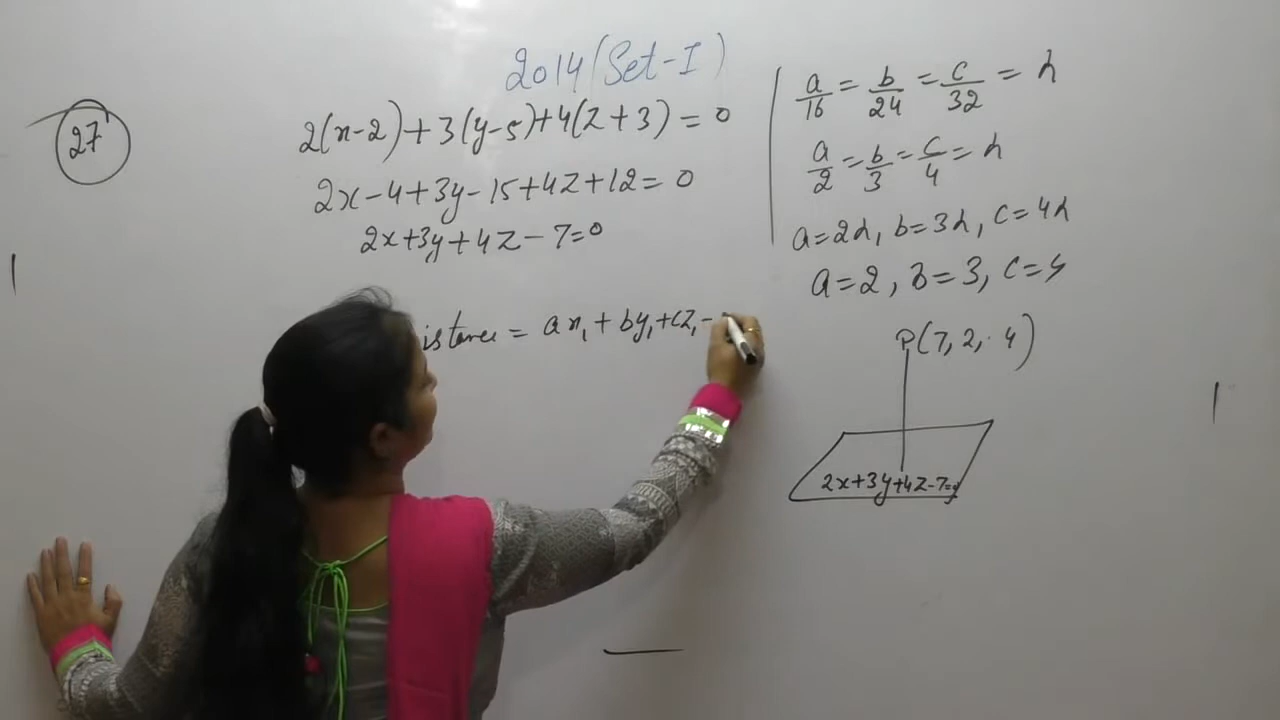 2014 (Set-I)
27
2(x-2)+3(y-5)+4(z+3)=0
2x-4+3y-15+4z+12=0
2x+3y+4z-7=0
istance = ax₁+by₁+cz₁-
a/16=b/24=c/32=λ
a/2=b/3=c/4=λ
a=2λ, b=3λ, c=4λ
a=2, b=3, c=4
P(7, 2, 4)
2x+3y+4z-7=0